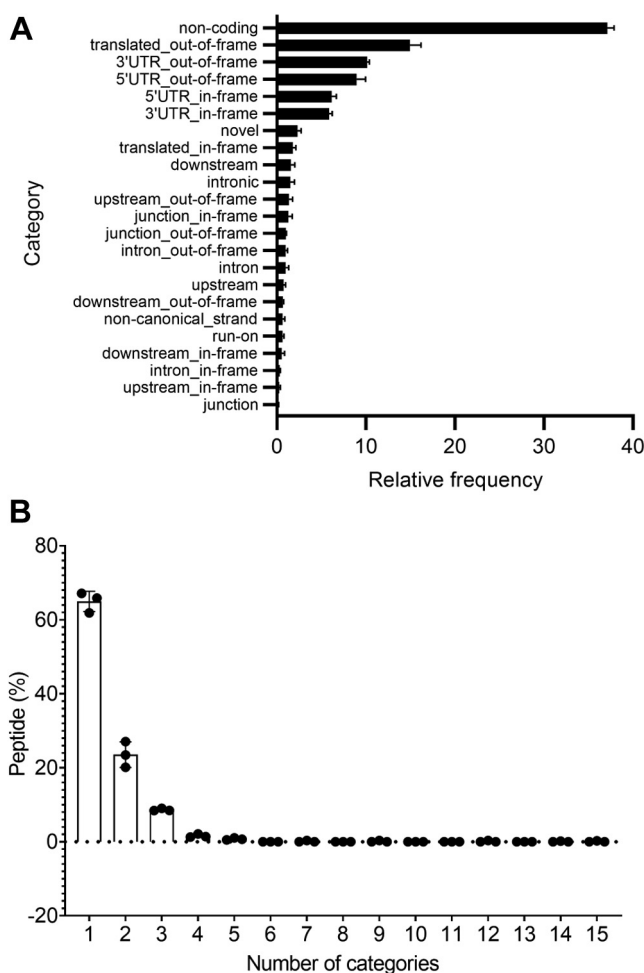 A
non-coding
translated_out-of-frame
3'UTR_out-of-frame
5'UTR_out-of-frame
5'UTR_in-frame
3'UTR_in-frame
novel
translated_in-frame
downstream
intronic
upstream_out-of-frame
junction_in-frame
junction_out-of-frame
intron_out-of-frame
intron
upstream
downstream_out-of-frame
non-canonical_strand
run-on
downstream_in-frame
intron_in-frame
upstream_in-frame
junction
Category
0 10 20 30 40
Relative frequency
B
80
60
40
20
0
-20
Peptide (%)
1 2 3 4 5 6 7 8 9 10 11 12 13 14 15
Number of categories